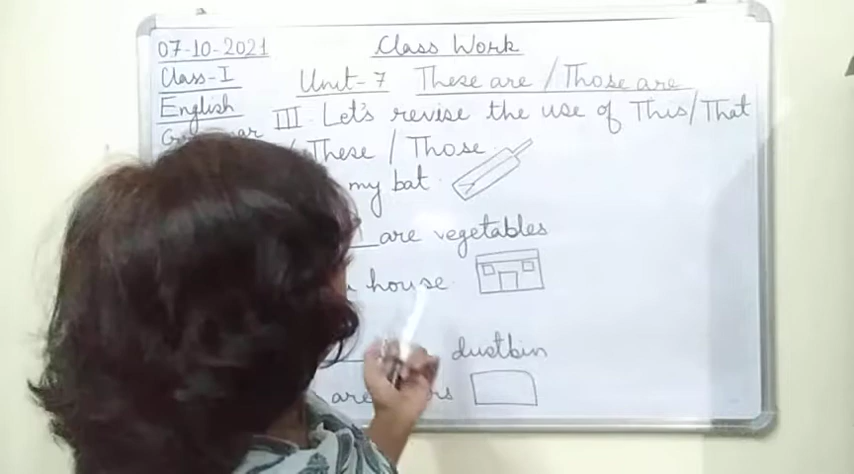 07-10-2021 Class Work
Class-I Unit-7 These are / Those are
English
III. Let's revise the use of This/That
/ These / Those.
my bat.
are vegetables
house.
dustbin
are